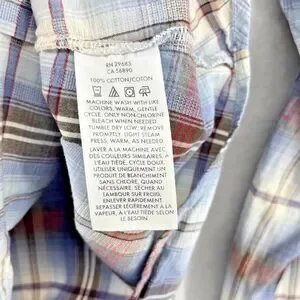 RN 29685
CA 56890
100% COTTON/COTON
MACHINE WASH WITH LIKE
COLORS, WARM, GENTLE
CYCLE. ONLY NON-CHLORINE
BLEACH WHEN NEEDED.
TUMBLE DRY LOW; REMOVE
PROMPTLY. LIGHT STEAM
PRESS, WARM, AS NEEDED.
LAVER A LA MACHINE AVEC
DES COULEURS SIMILAIRES, A
L'EAU TIÈDE, CYCLE DOUX.
UTILISER UNIQUEMENT UN
PRODUIT DE BLANCHIMENT
SANS CHLORE, QUAND
NÉCESSAIRE. SÉCHER AU
TAMBOUR SUR FROID;
ENLEVER RAPIDEMENT.
REPASSER LÉGÈREMENT À LA
VAPEUR, À L'EAU TIÈDE, SELON
LE BESOIN